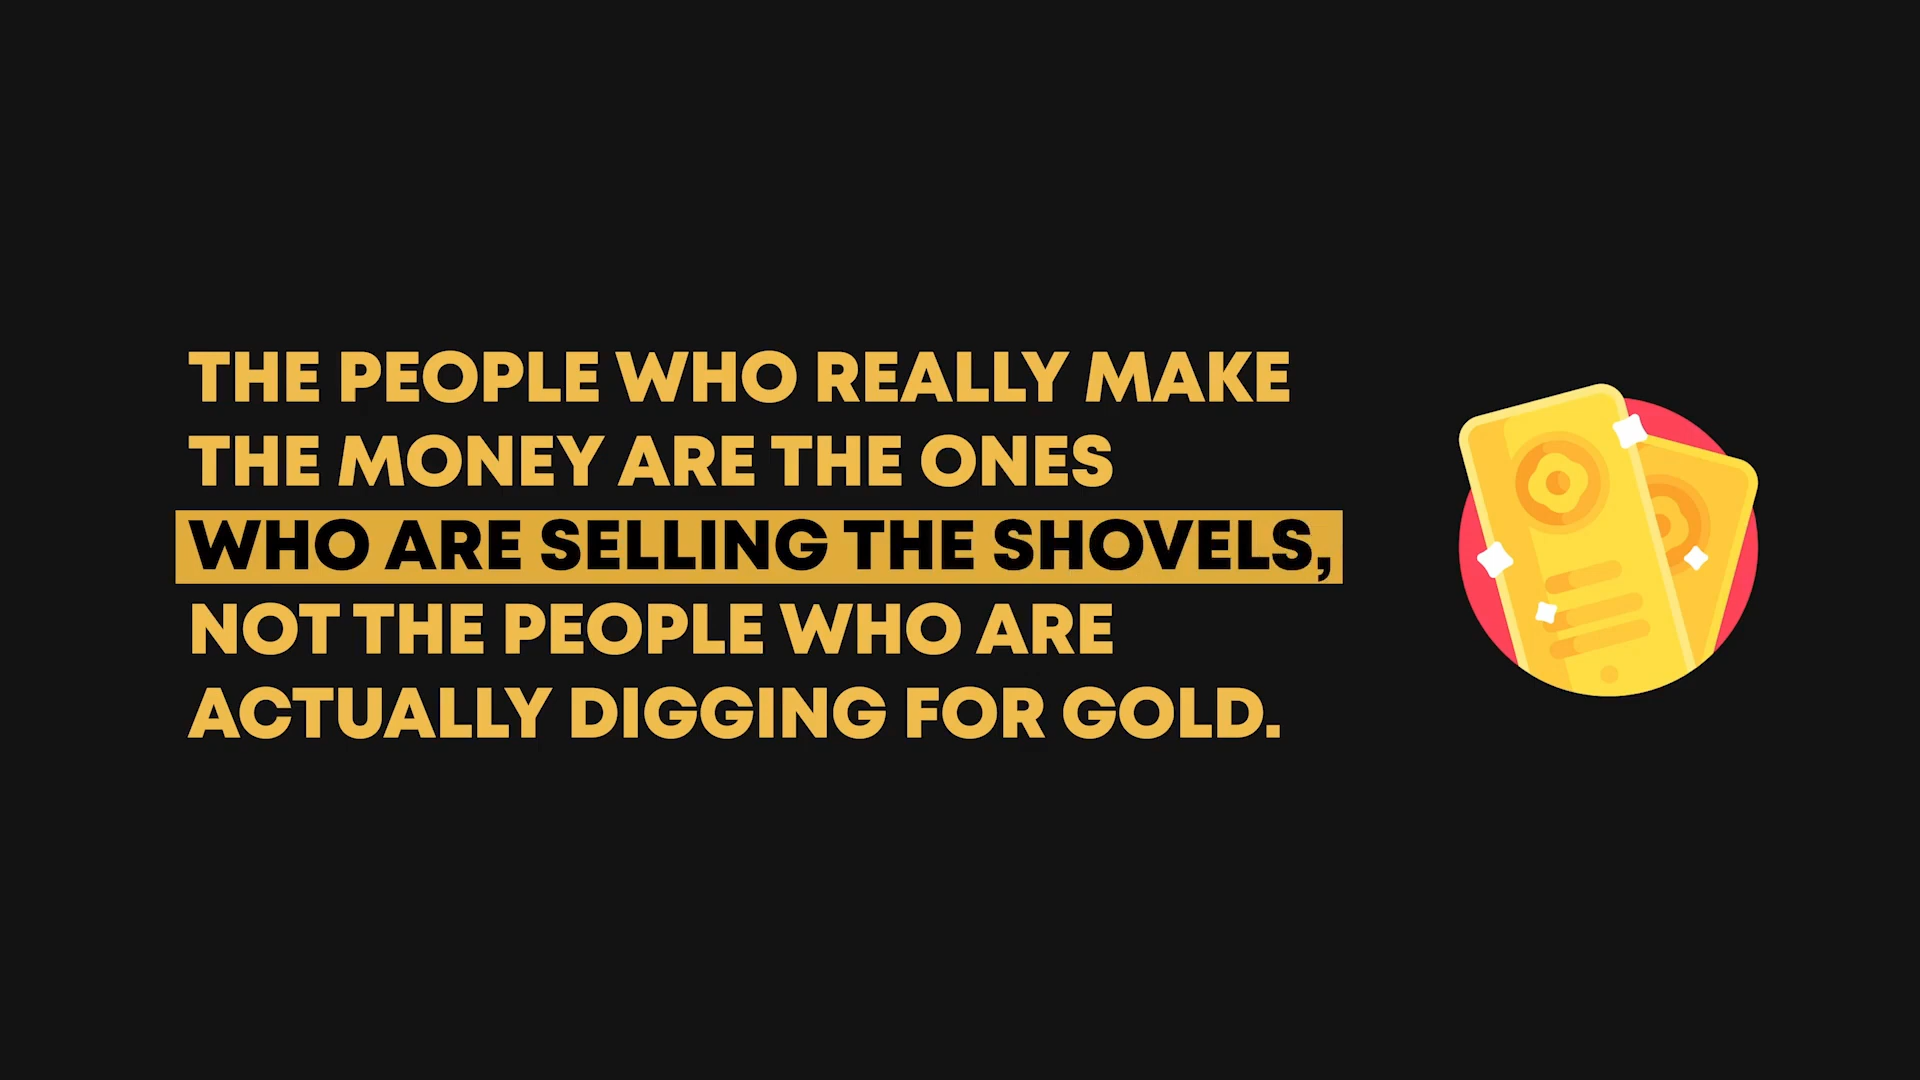 THE PEOPLE WHO REALLY MAKE
THE MONEY ARE THE ONES
WHO ARE SELLING THE SHOVELS,
NOT THE PEOPLE WHO ARE
ACTUALLY DIGGING FOR GOLD.